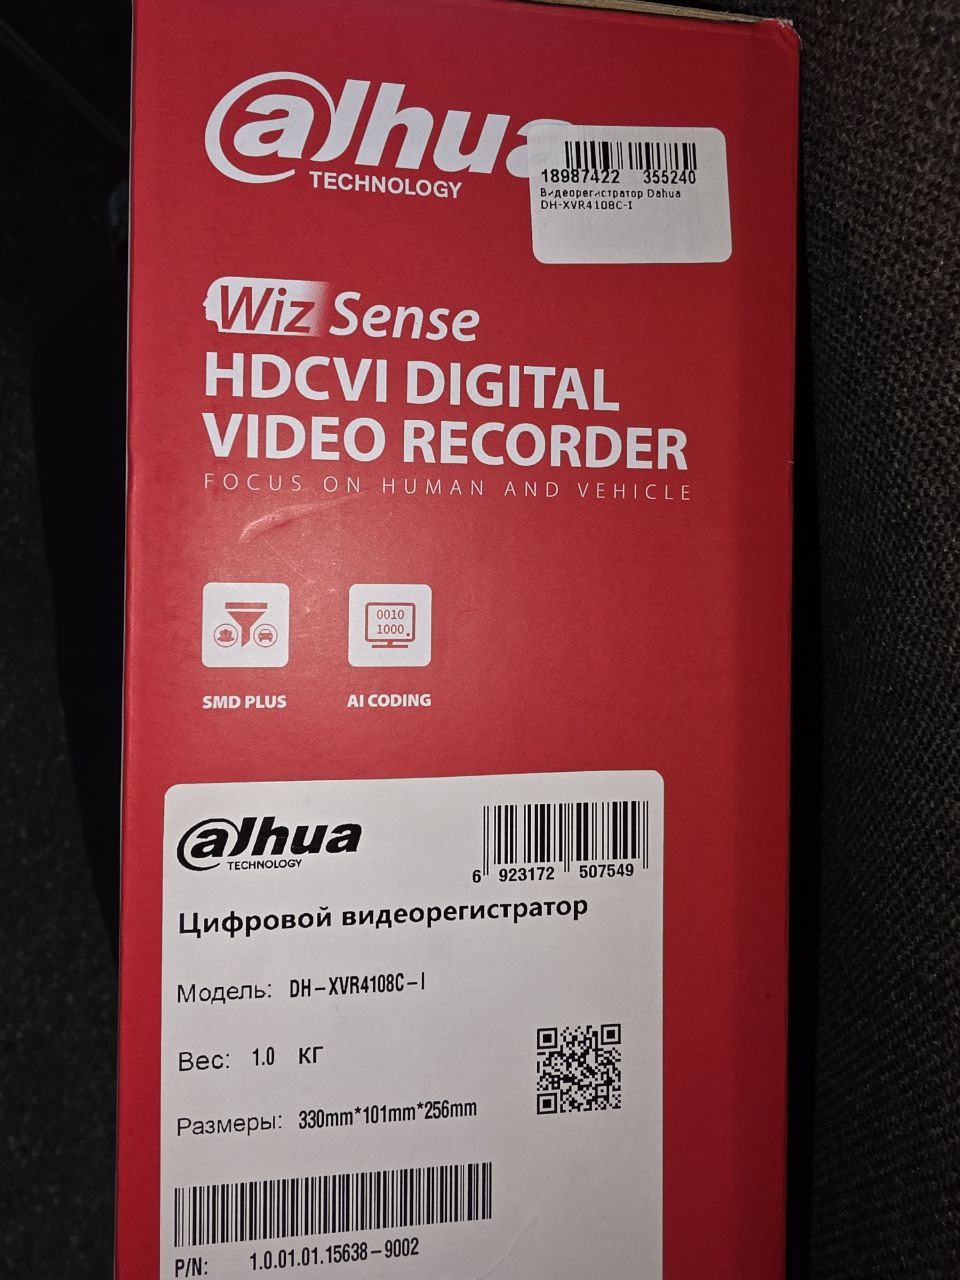 alhua
TECHNOLOGY
18987422 355240
Видеорегистратор Dahua
DH-XVR4108C-I
Wiz Sense
HDCVI DIGITAL
VIDEO RECORDER
FOCUS ON HUMAN AND VEHICLE
0010
1000
SMD PLUS
AI CODING
alhua
TECHNOLOGY
6 923172 507549
Цифровой видеорегистратор
Модель: DH-XVR4108C-I
Вес: 1.0 КГ
Размеры: 330mm*101mm*256mm
P/N: 1.0.01.01.15638-9002